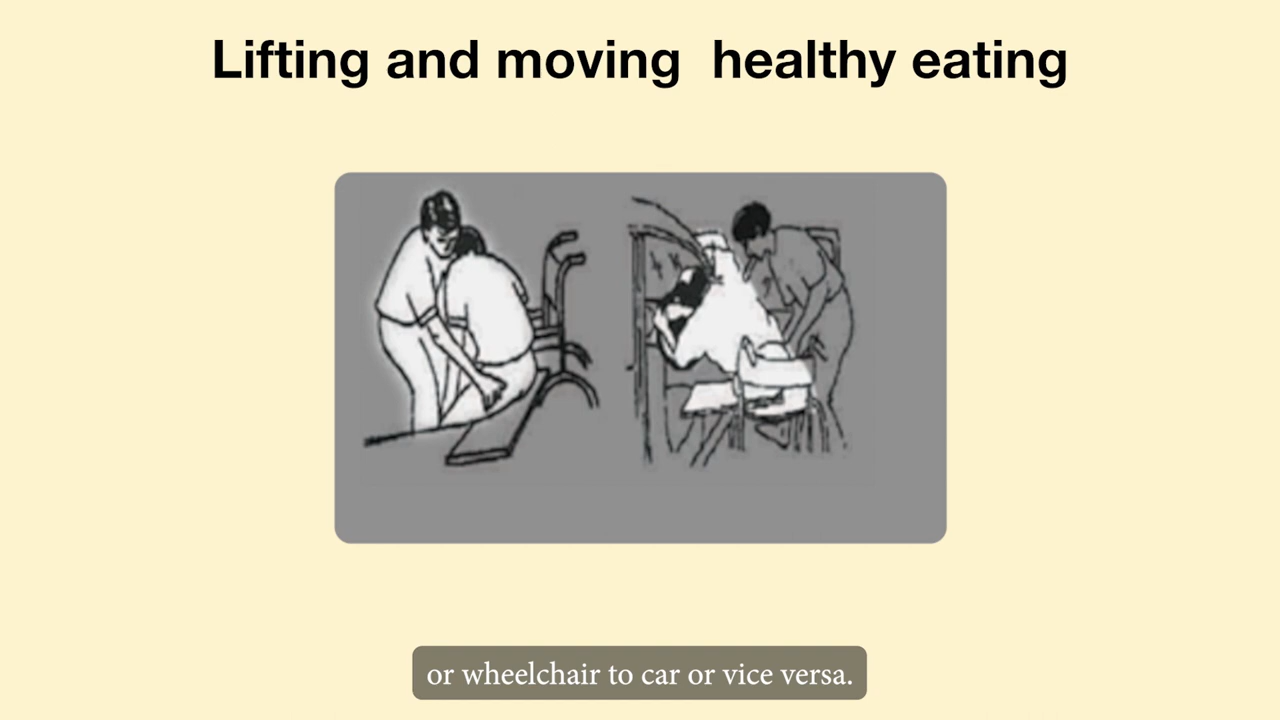 Lifting and moving  healthy eating
or wheelchair to car or vice versa.